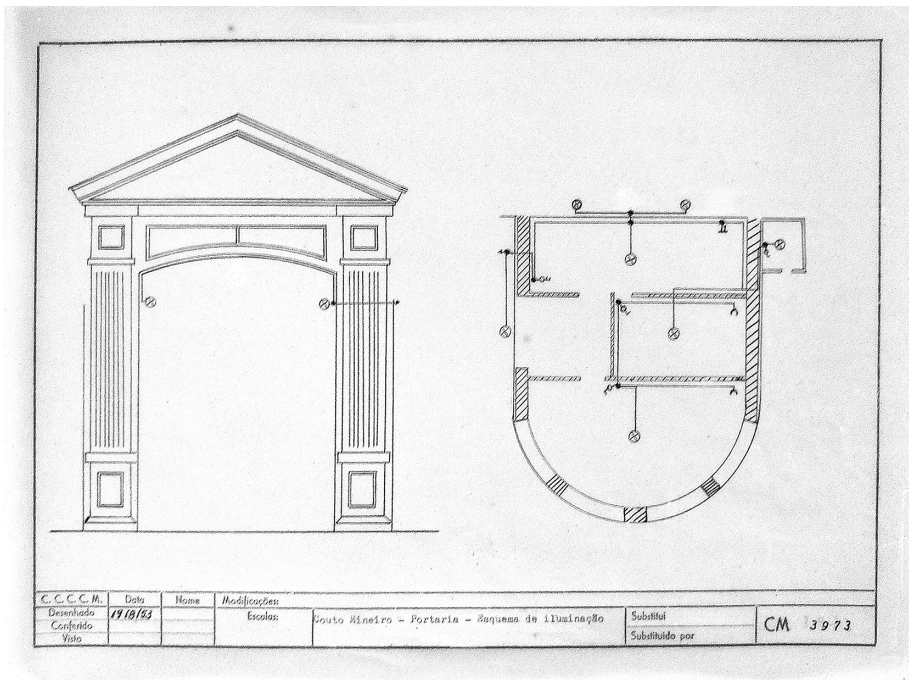 C. C. C. C. M. Data Nome Modificações:
Desenhado 19/8/53 Escalas: Couto Mineiro - Portaria - Esquema de iluminação Substitui CM 3973
Conferido
Visto Substituido por